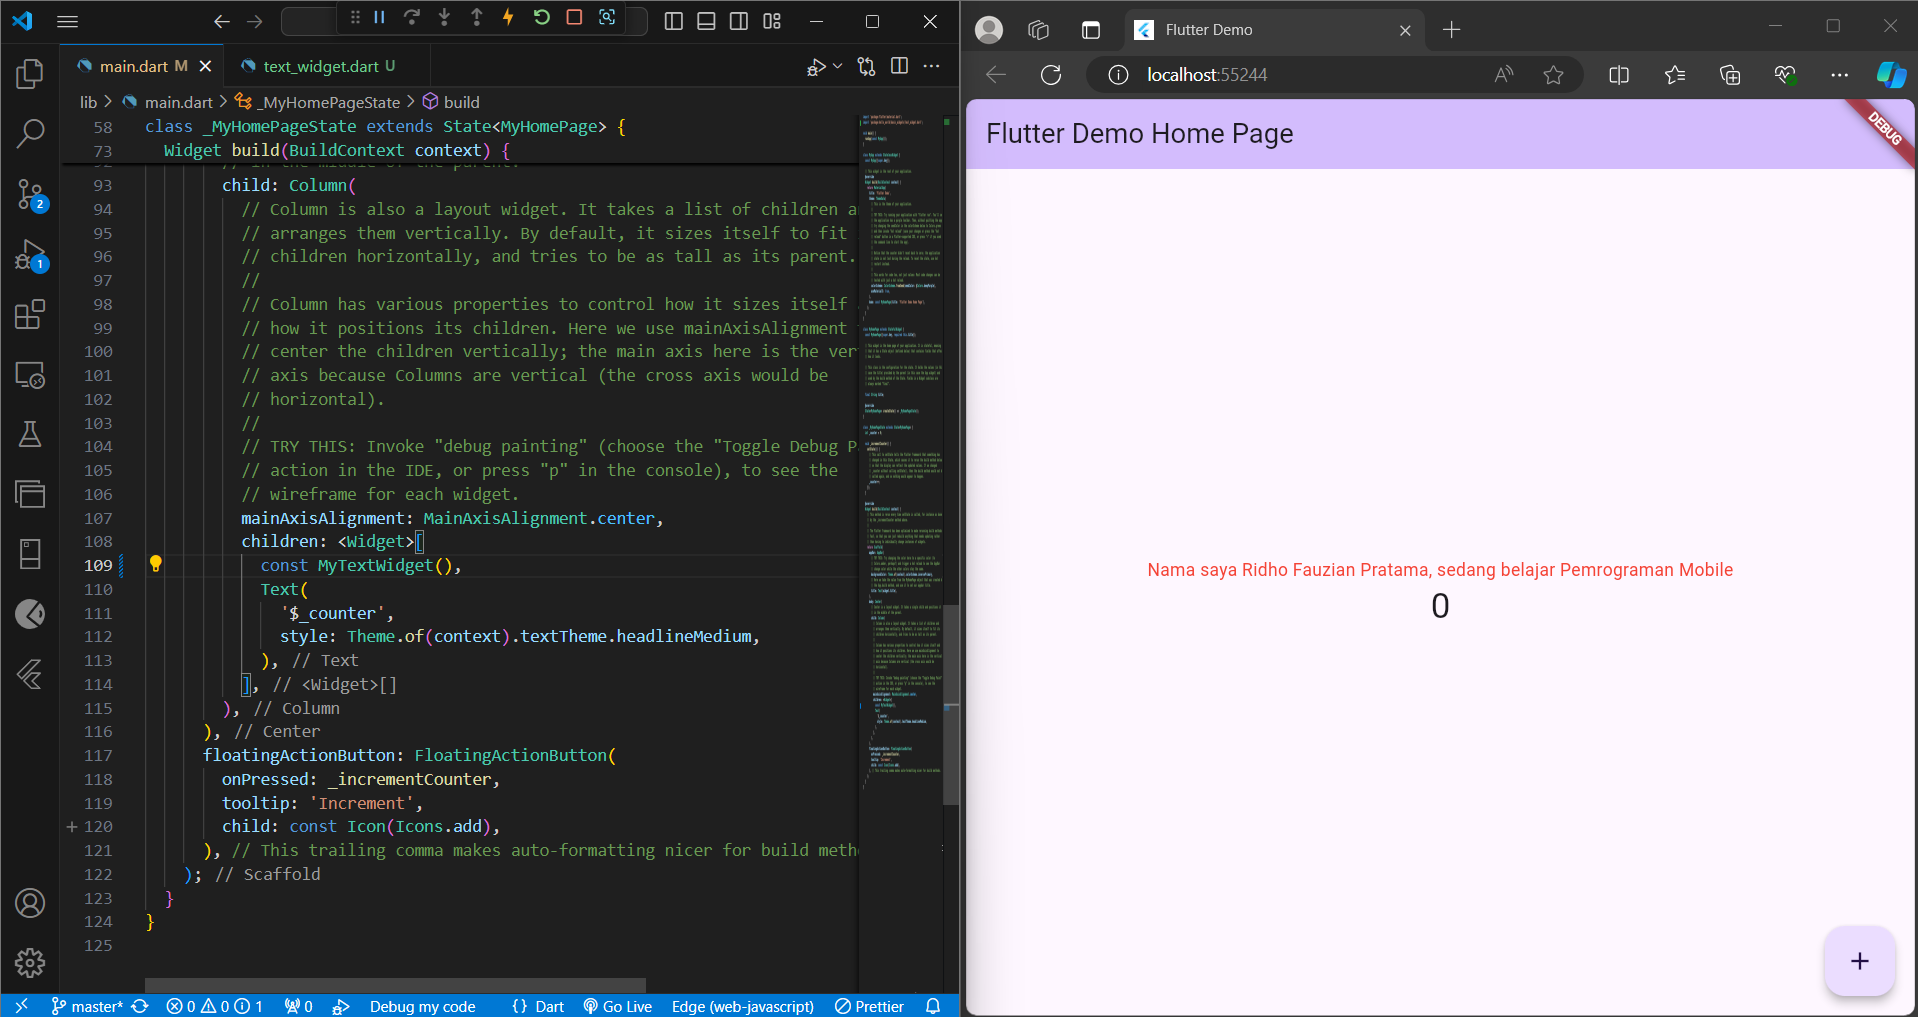 main.dart M
text_widget.dart U
lib > main.dart > _MyHomePageState > build
58 class _MyHomePageState extends State<MyHomePage> {
73 Widget build(BuildContext context) {
// in the middle of the parent.
93 child: Column(
94 // Column is also a layout widget. It takes a list of children
95 // arranges them vertically. By default, it sizes itself to fit
96 // children horizontally, and tries to be as tall as its parent.
97 //
98 // Column has various properties to control how it sizes itself
99 // how it positions its children. Here we use mainAxisAlignment
100 // center the children vertically; the main axis here is the ver
101 // axis because Columns are vertical (the cross axis would be
102 // horizontal).
103 //
104 // TRY THIS: Invoke "debug painting" (choose the "Toggle Debug P
105 // action in the IDE, or press "p" in the console), to see the
106 // wireframe for each widget.
107 mainAxisAlignment: MainAxisAlignment.center,
108 children: <Widget>[
109 const MyTextWidget(),
110 Text(
111 '$_counter',
112 style: Theme.of(context).textTheme.headlineMedium,
113 ), // Text
114 ], // <Widget>[]
115 ), // Column
116 ), // Center
117 floatingActionButton: FloatingActionButton(
118 onPressed: _incrementCounter,
119 tooltip: 'Increment',
120 child: const Icon(Icons.add),
121 ), // This trailing comma makes auto-formatting nicer for build meth
122 ); // Scaffold
123 }
124 }
125
2
1
master* 0 0 1 0 Debug my code {} Dart Go Live Edge (web-javascript) Prettier
Flutter Demo
localhost:55244
Flutter Demo Home Page
DEBUG
Nama saya Ridho Fauzian Pratama, sedang belajar Pemrograman Mobile
0
+